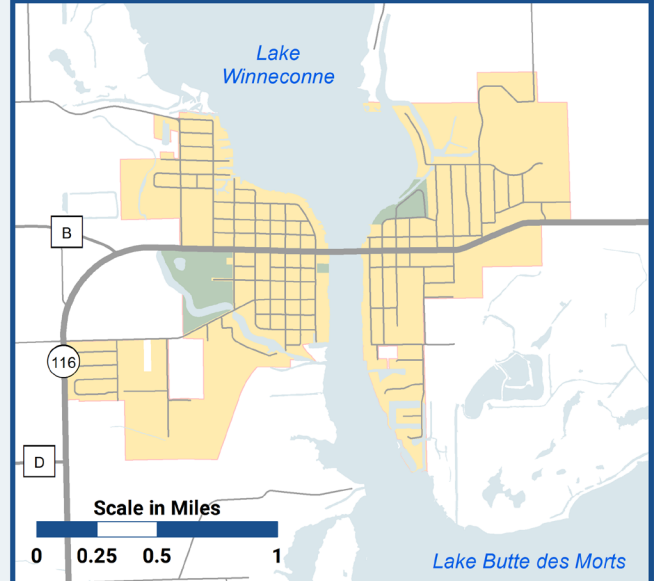 Lake
Winneconne
B
116
D
Scale in Miles
0 0.25 0.5 1
Lake Butte des Morts